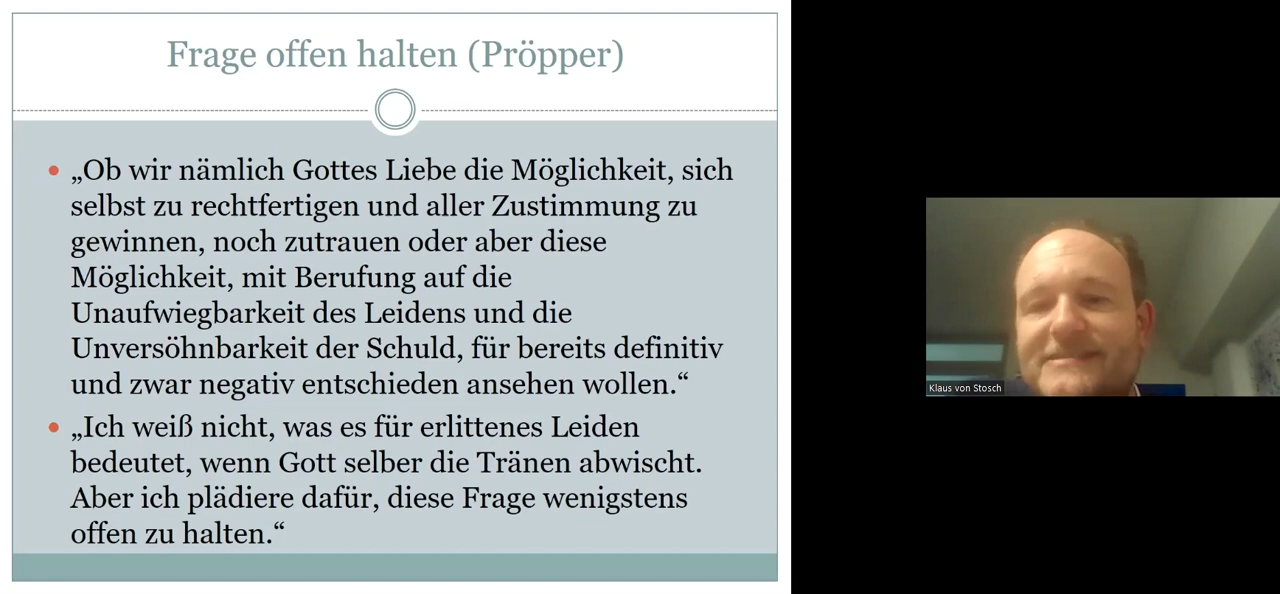 Frage offen halten (Pröpper)
„Ob wir nämlich Gottes Liebe die Möglichkeit, sich
selbst zu rechtfertigen und aller Zustimmung zu
gewinnen, noch zutrauen oder aber diese
Möglichkeit, mit Berufung auf die
Unaufwiegbarkeit des Leidens und die
Unversöhnbarkeit der Schuld, für bereits definitiv
und zwar negativ entschieden ansehen wollen.“
„Ich weiß nicht, was es für erlittenes Leiden
bedeutet, wenn Gott selber die Tränen abwischt.
Aber ich plädiere dafür, diese Frage wenigstens
offen zu halten.“
Klaus von Stosch